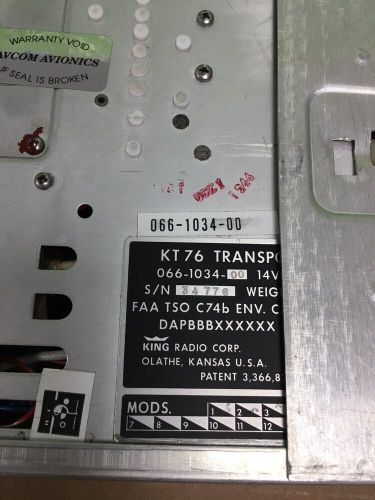 WARRANTY VOID
AVCOM AVIONICS
IF SEAL IS BROKEN
066-1034-00
KT 76 TRANSPO
066-1034-00 14V
S/N 34776 WEIG
FAA TSO C74b ENV. C
DAPBBBXXXXXX
KING RADIO CORP.
OLATHE, KANSAS U.S.A.
PATENT 3,366,8
MODS. 1 2 3
7 8 9 10 11 12